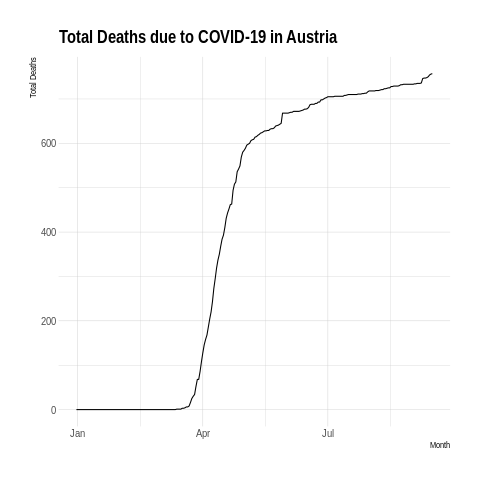 Total Deaths due to COVID-19 in Austria
Total Deaths
600
400
200
0
Jan Apr Jul
Month